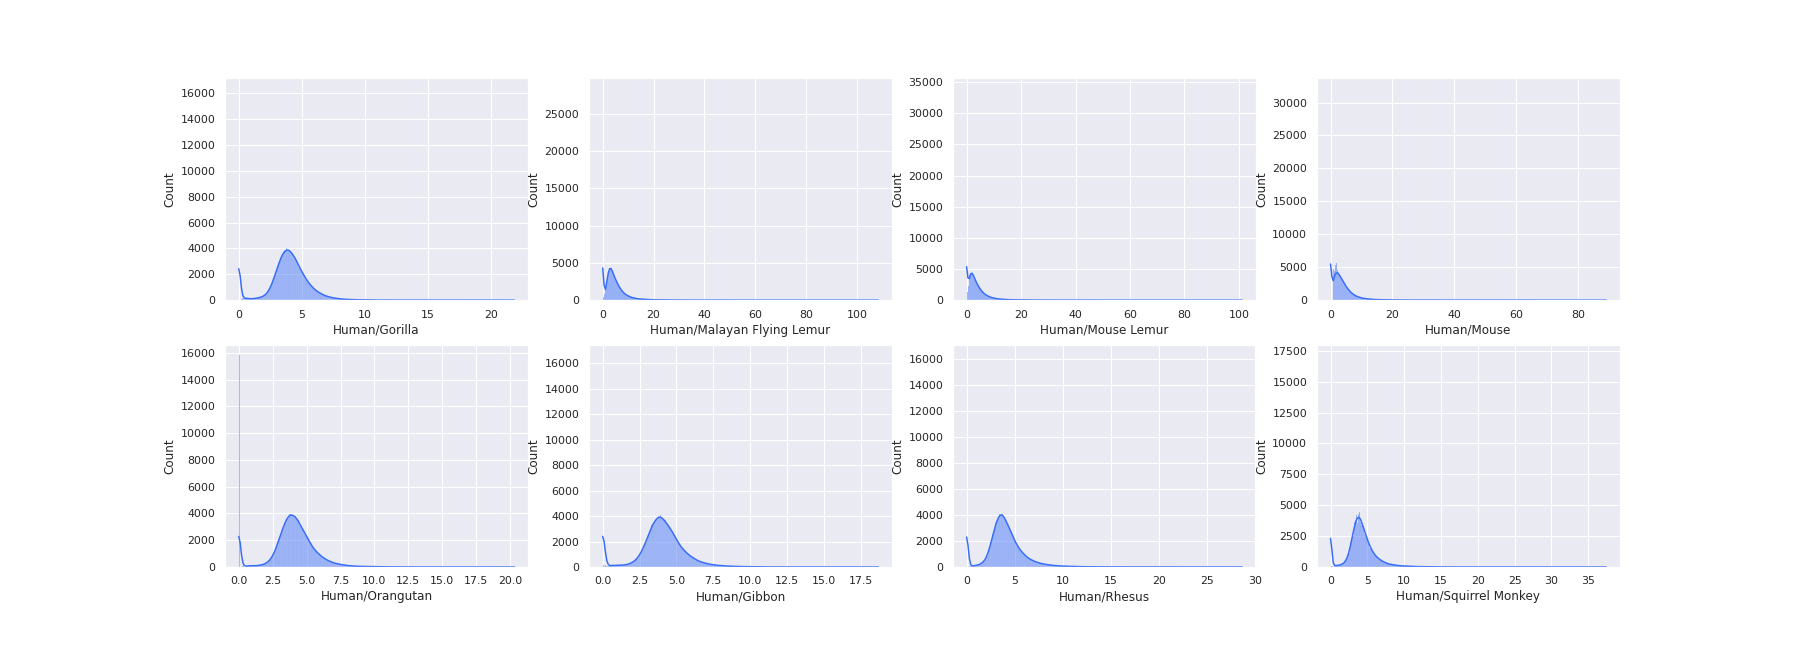 16000
14000
12000
10000
8000
6000
4000
2000
0
Count
0 5 10 15 20
Human/Gorilla
25000
20000
15000
10000
5000
0
Count
0 20 40 60 80 100
Human/Malayan Flying Lemur
35000
30000
25000
20000
15000
10000
5000
0
Count
0 20 40 60 80 100
Human/Mouse Lemur
30000
25000
20000
15000
10000
5000
0
Count
0 20 40 60 80
Human/Mouse
16000
14000
12000
10000
8000
6000
4000
2000
0
Count
0.0 2.5 5.0 7.5 10.0 12.5 15.0 17.5 20.0
Human/Orangutan
16000
14000
12000
10000
8000
6000
4000
2000
0
Count
0.0 2.5 5.0 7.5 10.0 12.5 15.0 17.5
Human/Gibbon
16000
14000
12000
10000
8000
6000
4000
2000
0
Count
0 5 10 15 20 25 30
Human/Rhesus
17500
15000
12500
10000
7500
5000
2500
0
Count
0 5 10 15 20 25 30 35
Human/Squirrel Monkey